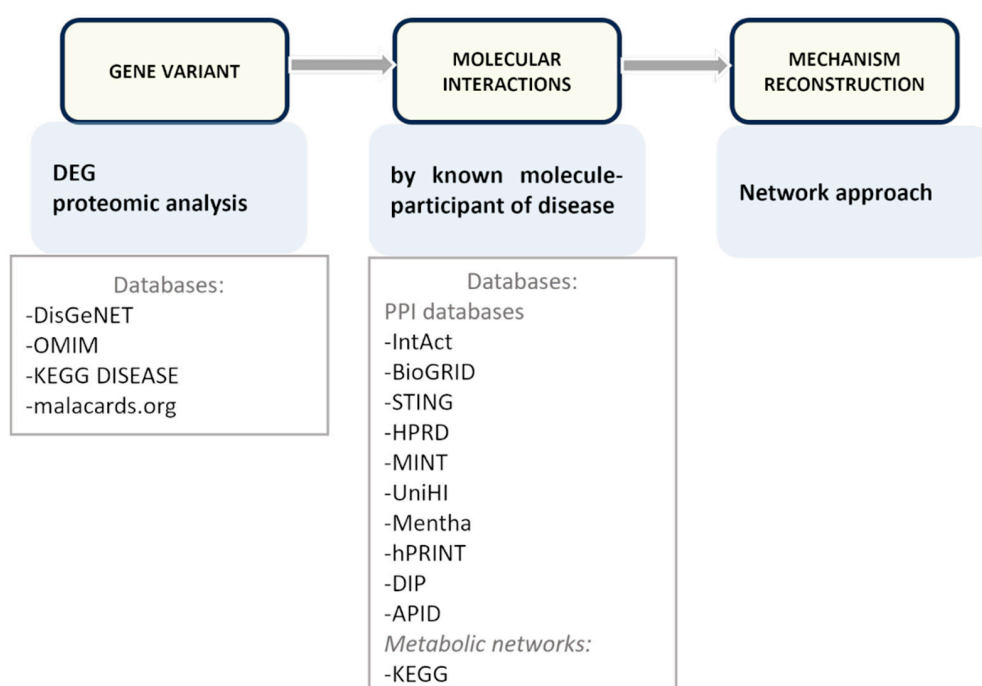 GENE VARIANT
MOLECULAR
INTERACTIONS
MECHANISM
RECONSTRUCTION
DEG
proteomic analysis
by known molecule-
participant of disease
Network approach
Databases:
-DisGeNET
-OMIM
-KEGG DISEASE
-malacards.org
Databases:
PPI databases
-IntAct
-BioGRID
-STING
-HPRD
-MINT
-UniHI
-Mentha
-hPRINT
-DIP
-APID
Metabolic networks:
-KEGG